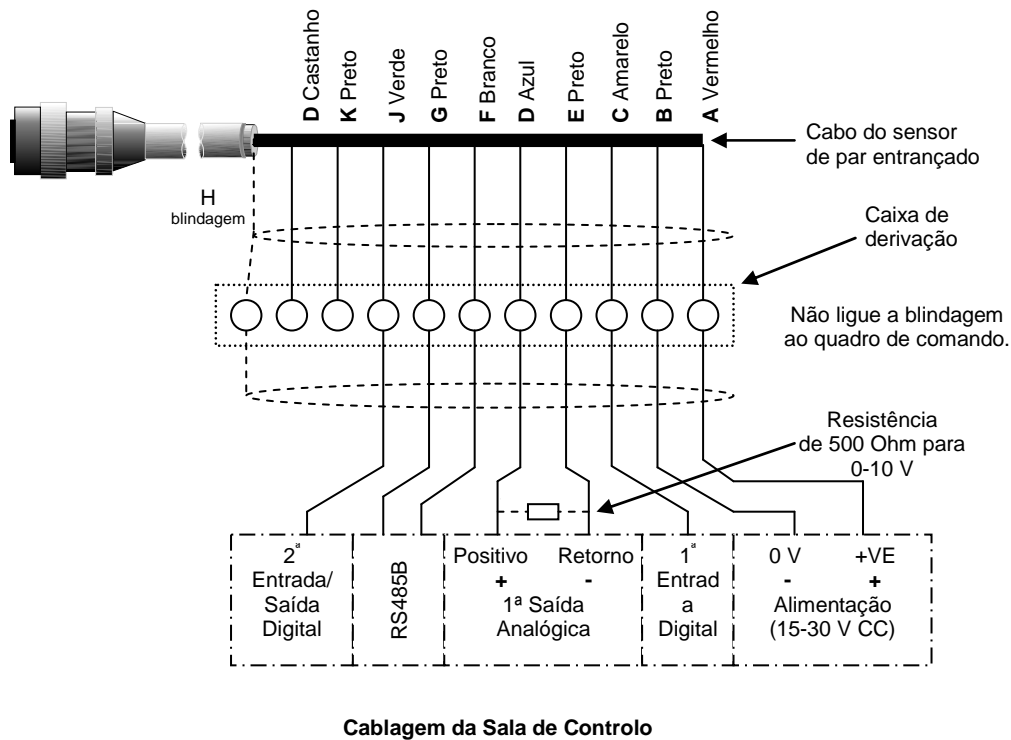 D Castanho
K Preto
J Verde
G Preto
F Branco
D Azul
E Preto
C Amarelo
B Preto
A Vermelho
Cabo do sensor
de par entrançado
H
blindagem
Caixa de
derivação
Não ligue a blindagem
ao quadro de comando.
Resistência
de 500 Ohm para
0-10 V
2ª
Entrada/
Saída
Digital
RS485B
Positivo Retorno
+ -
1ª Saída
Analógica
1ª
Entrad
a
Digital
0 V +VE
- +
Alimentação
(15-30 V CC)
Cablagem da Sala de Controlo